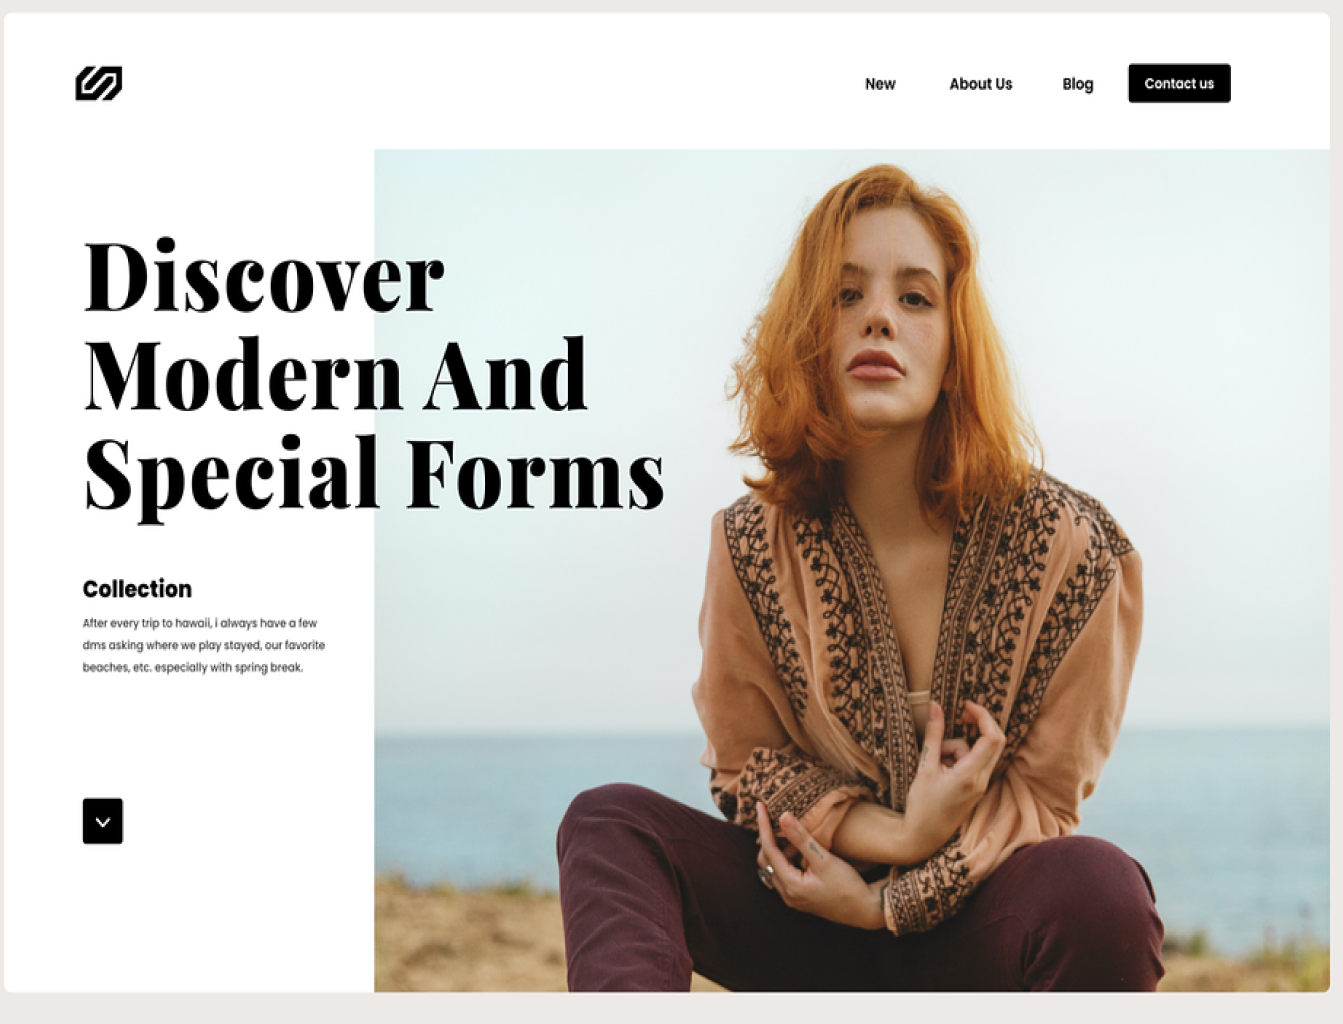 New About Us Blog Contact us
Discover
Modern And
Special Forms
Collection
After every trip to hawaii, i always have a few
dms asking where we play stayed, our favorite
beaches, etc. especially with spring break.